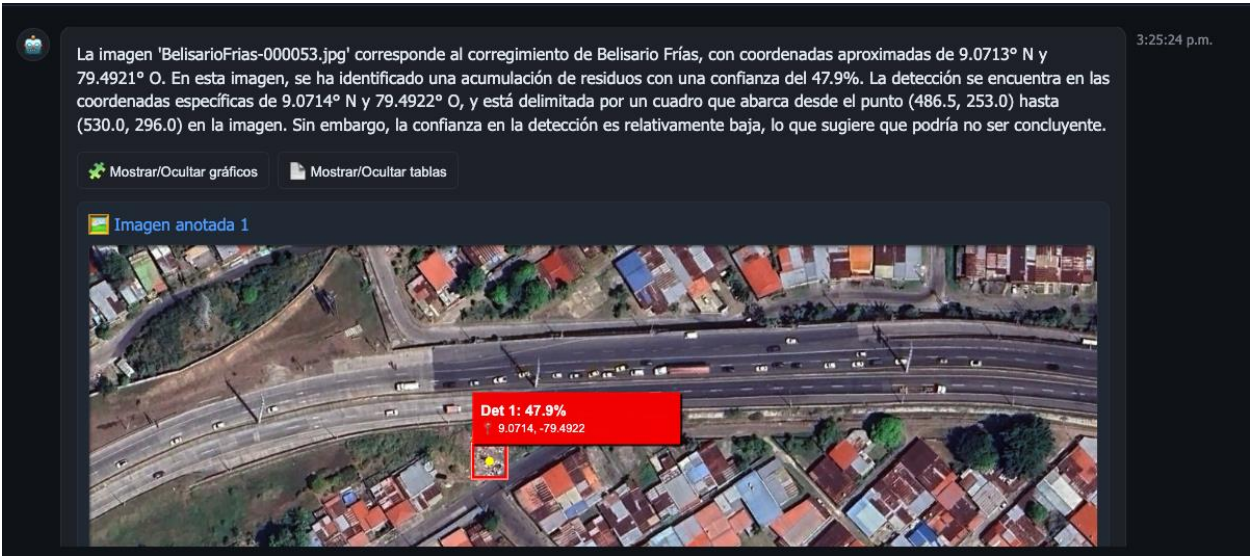 3:25:24 p.m.
La imagen 'BelisarioFrias-000053.jpg' corresponde al corregimiento de Belisario Frías, con coordenadas aproximadas de 9.0713° N y
79.4921° O. En esta imagen, se ha identificado una acumulación de residuos con una confianza del 47.9%. La detección se encuentra en las
coordenadas específicas de 9.0714° N y 79.4922° O, y está delimitada por un cuadro que abarca desde el punto (486.5, 253.0) hasta
(530.0, 296.0) en la imagen. Sin embargo, la confianza en la detección es relativamente baja, lo que sugiere que podría no ser concluyente.
Mostrar/Ocultar gráficos
Mostrar/Ocultar tablas
Imagen anotada 1
Det 1: 47.9%
9.0714, -79.4922